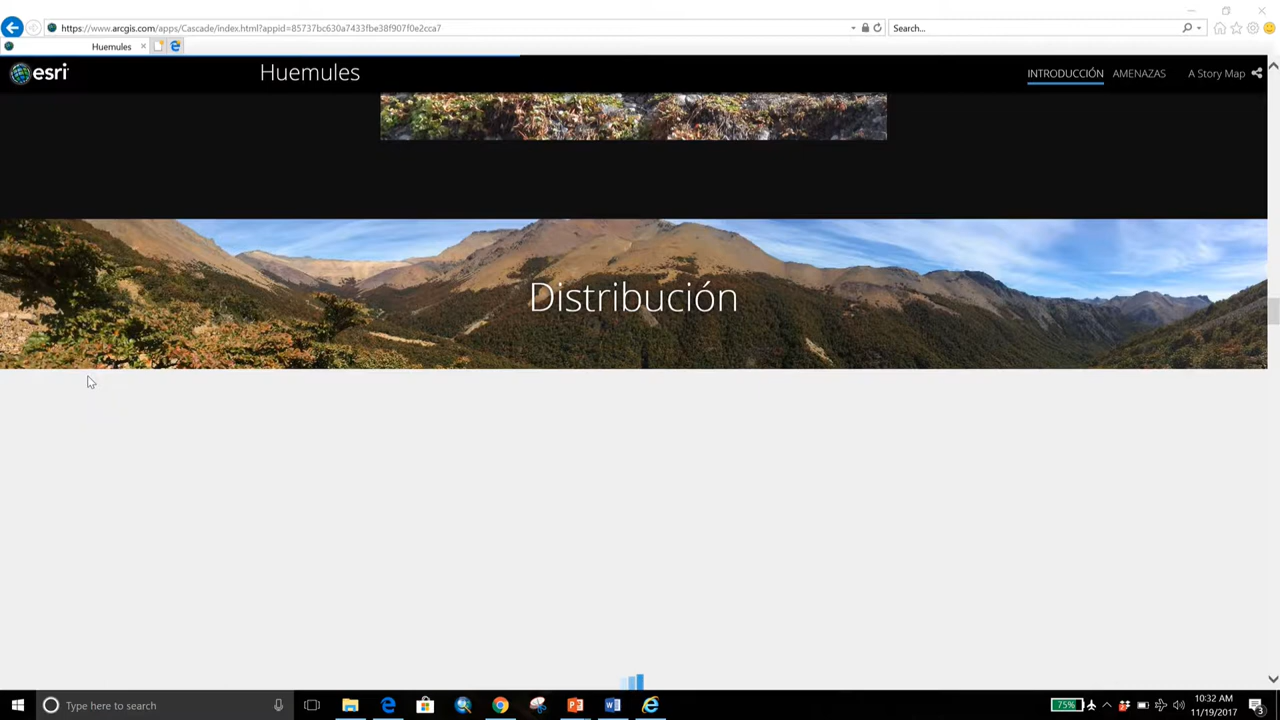 https://www.arcgis.com/apps/Cascade/index.html?appid=85737bc630a7433fbe38f907f0e2cca7
Search...
Huemules
esri
Huemules
INTRODUCCIÓN
AMENAZAS
A Story Map
Distribución
Type here to search
75%
10:32 AM
11/19/2017
3